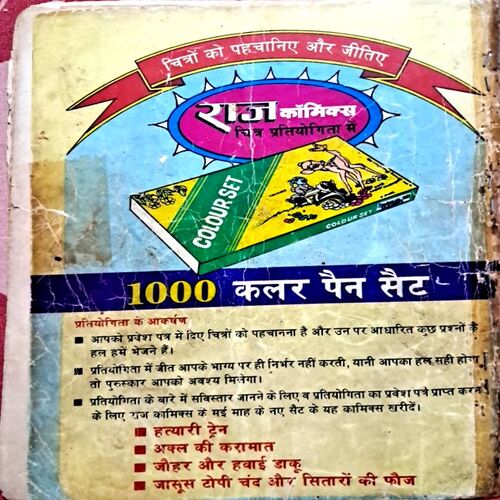 चित्रों को पहचानिए और जीतिए
राज कॉमिक्स
चित्र प्रतियोगिता में
COLOUR SET
COLOUR SET
1000 कलर पैन सैट
प्रतियोगिता के आकर्षण
■ आपको प्रवेश पत्र में दिए चित्रों को पहचानना है और उन पर आधारित कुछ प्रश्नों के
हल हमें भेजने हैं।
■ प्रतियोगिता में जीत आपके भाग्य पर ही निर्भर नहीं करती, यानी आपका हल सही होगा
तो पुरुस्कार आपको अवश्य मिलेगा।
■ प्रतियोगिता के बारे में सविस्तार जानने के लिए व प्रतियोगिता का प्रवेश पत्र प्राप्त करने
के लिए राज कामिक्स के मई माह के नए सैट के यह कामिक्स खरीदें।
■ हत्यारी ट्रेन
■ अक्ल की करामात
■ जौहर और हवाई डाकू
■ जासूस टोपी चंद और सितारों की फौज